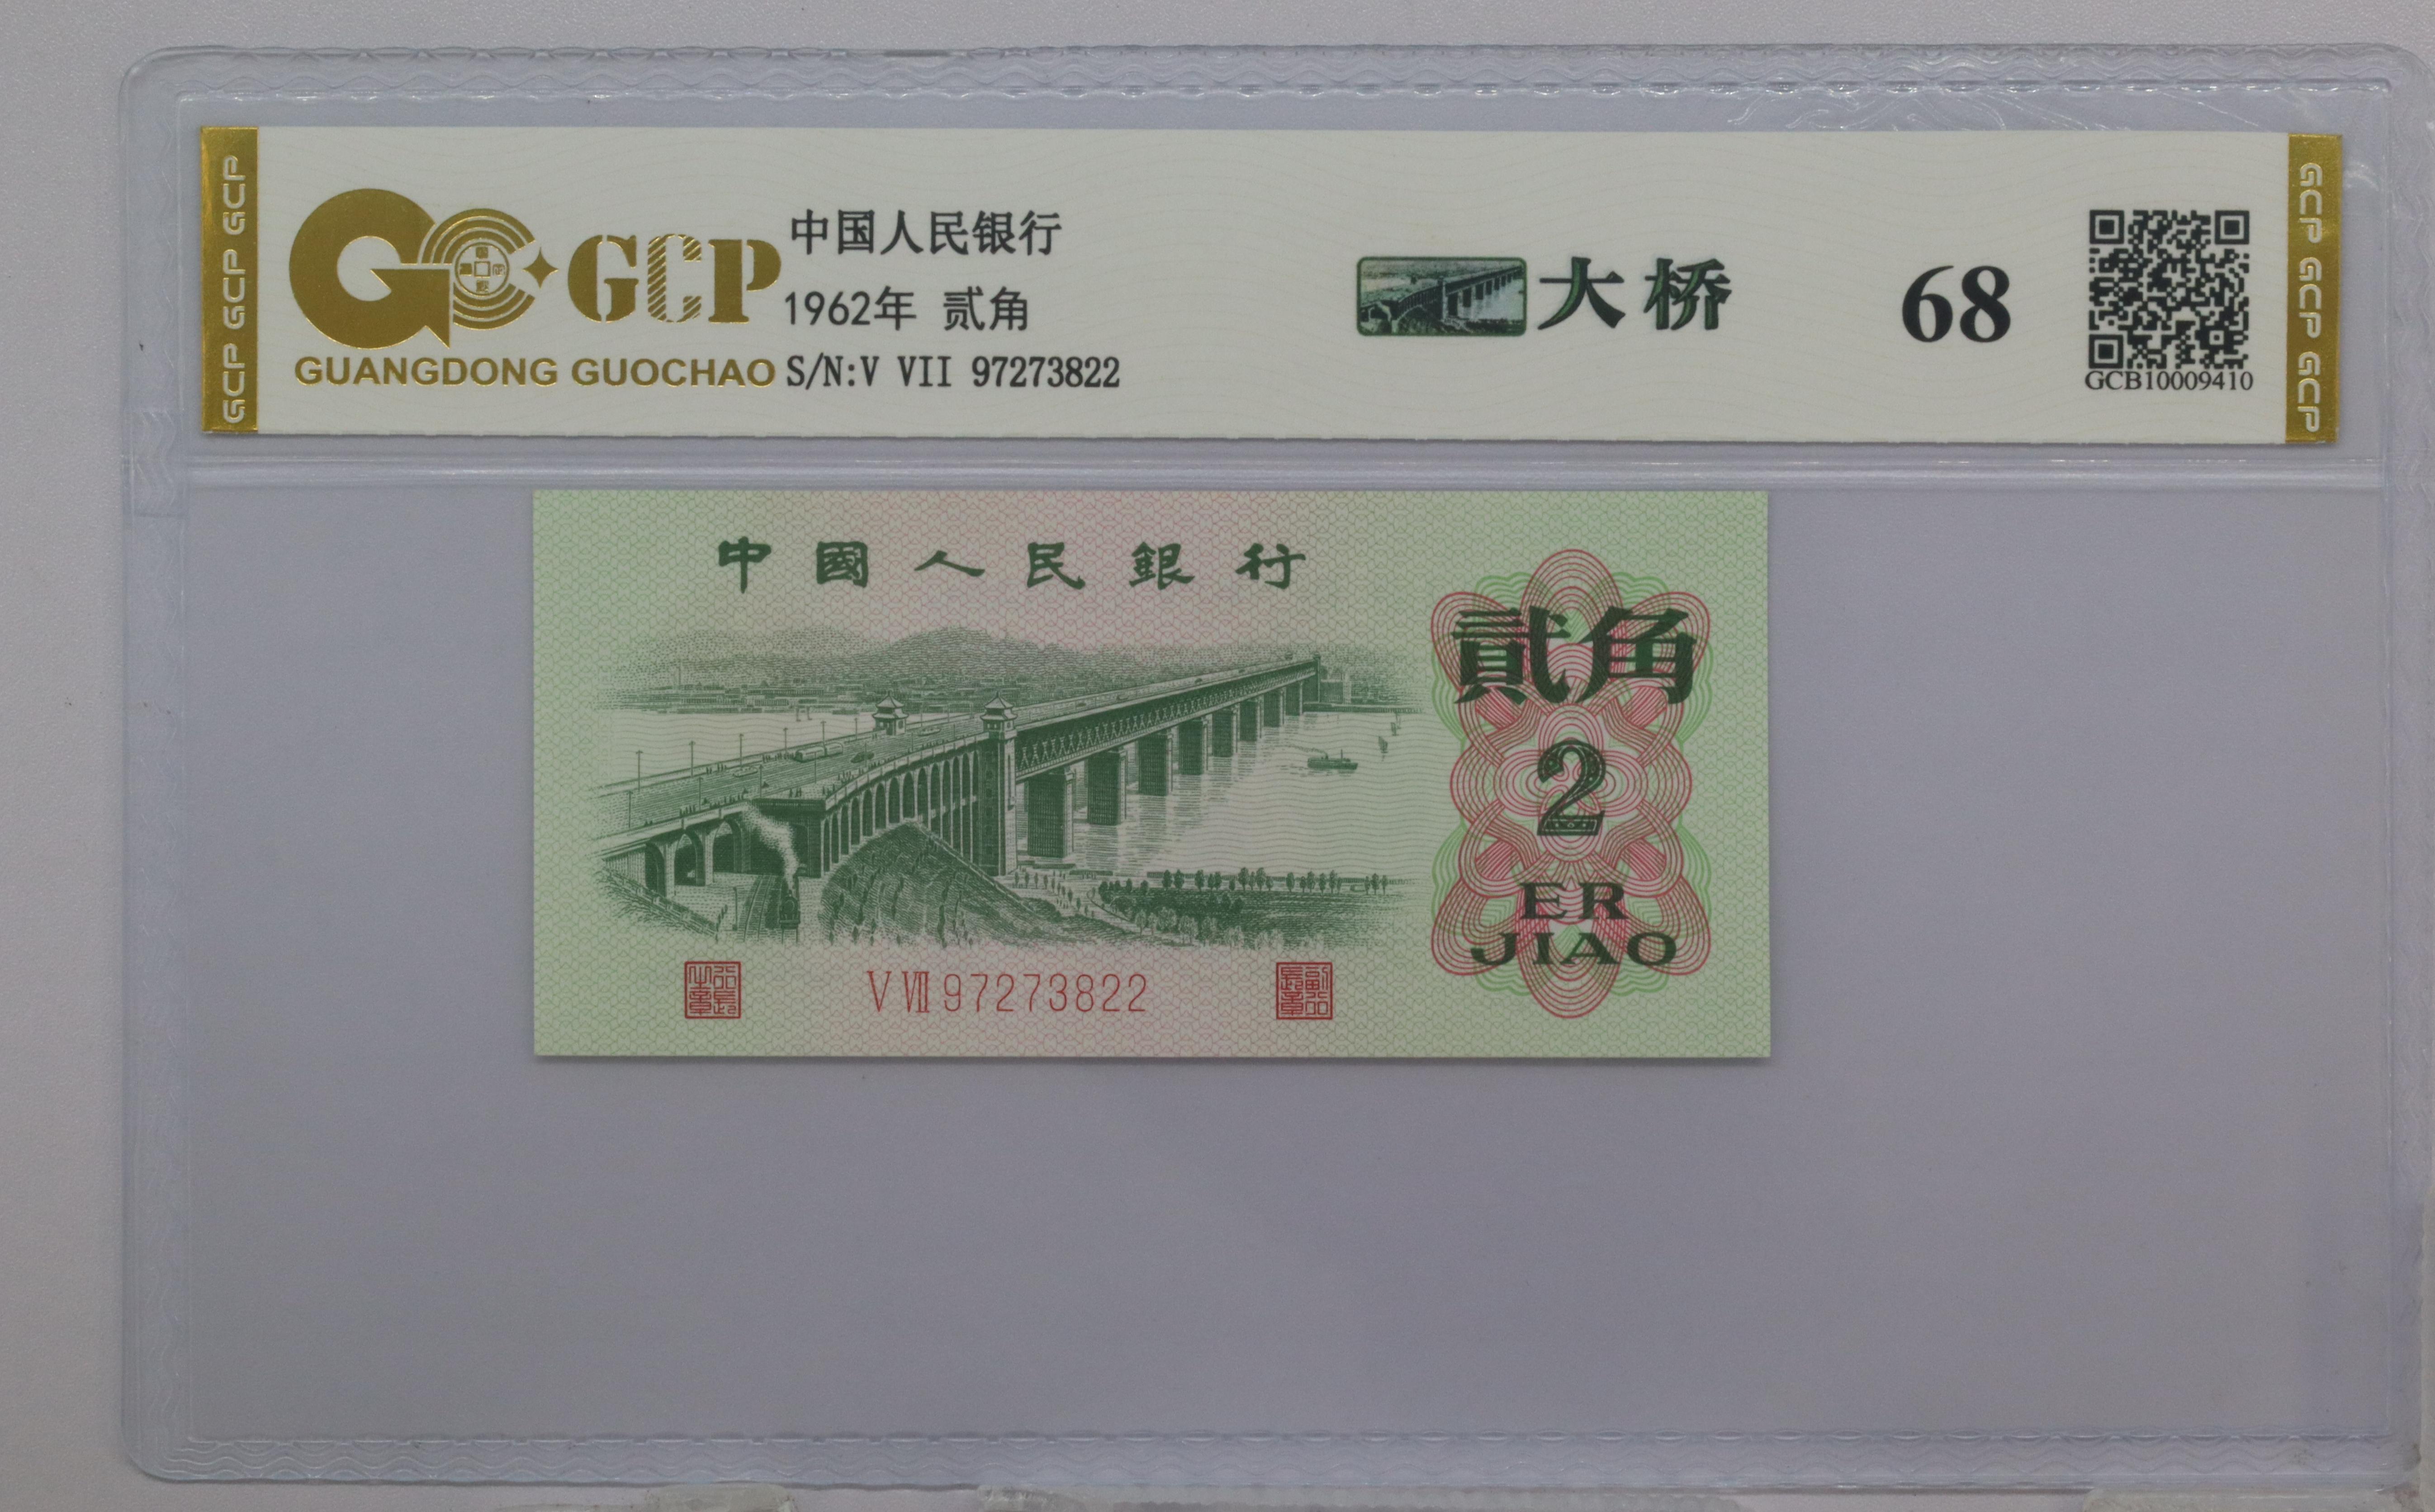 GCP GCP GCP
GCP
GUANGDONG GUOCHAO
中国人民银行
1962年 贰角
S/N:V VII 97273822
大桥
68
GCB10009410
GCP GCP GCP
中國人民銀行
貳角
2
ER
JIAO
V VII 97273822